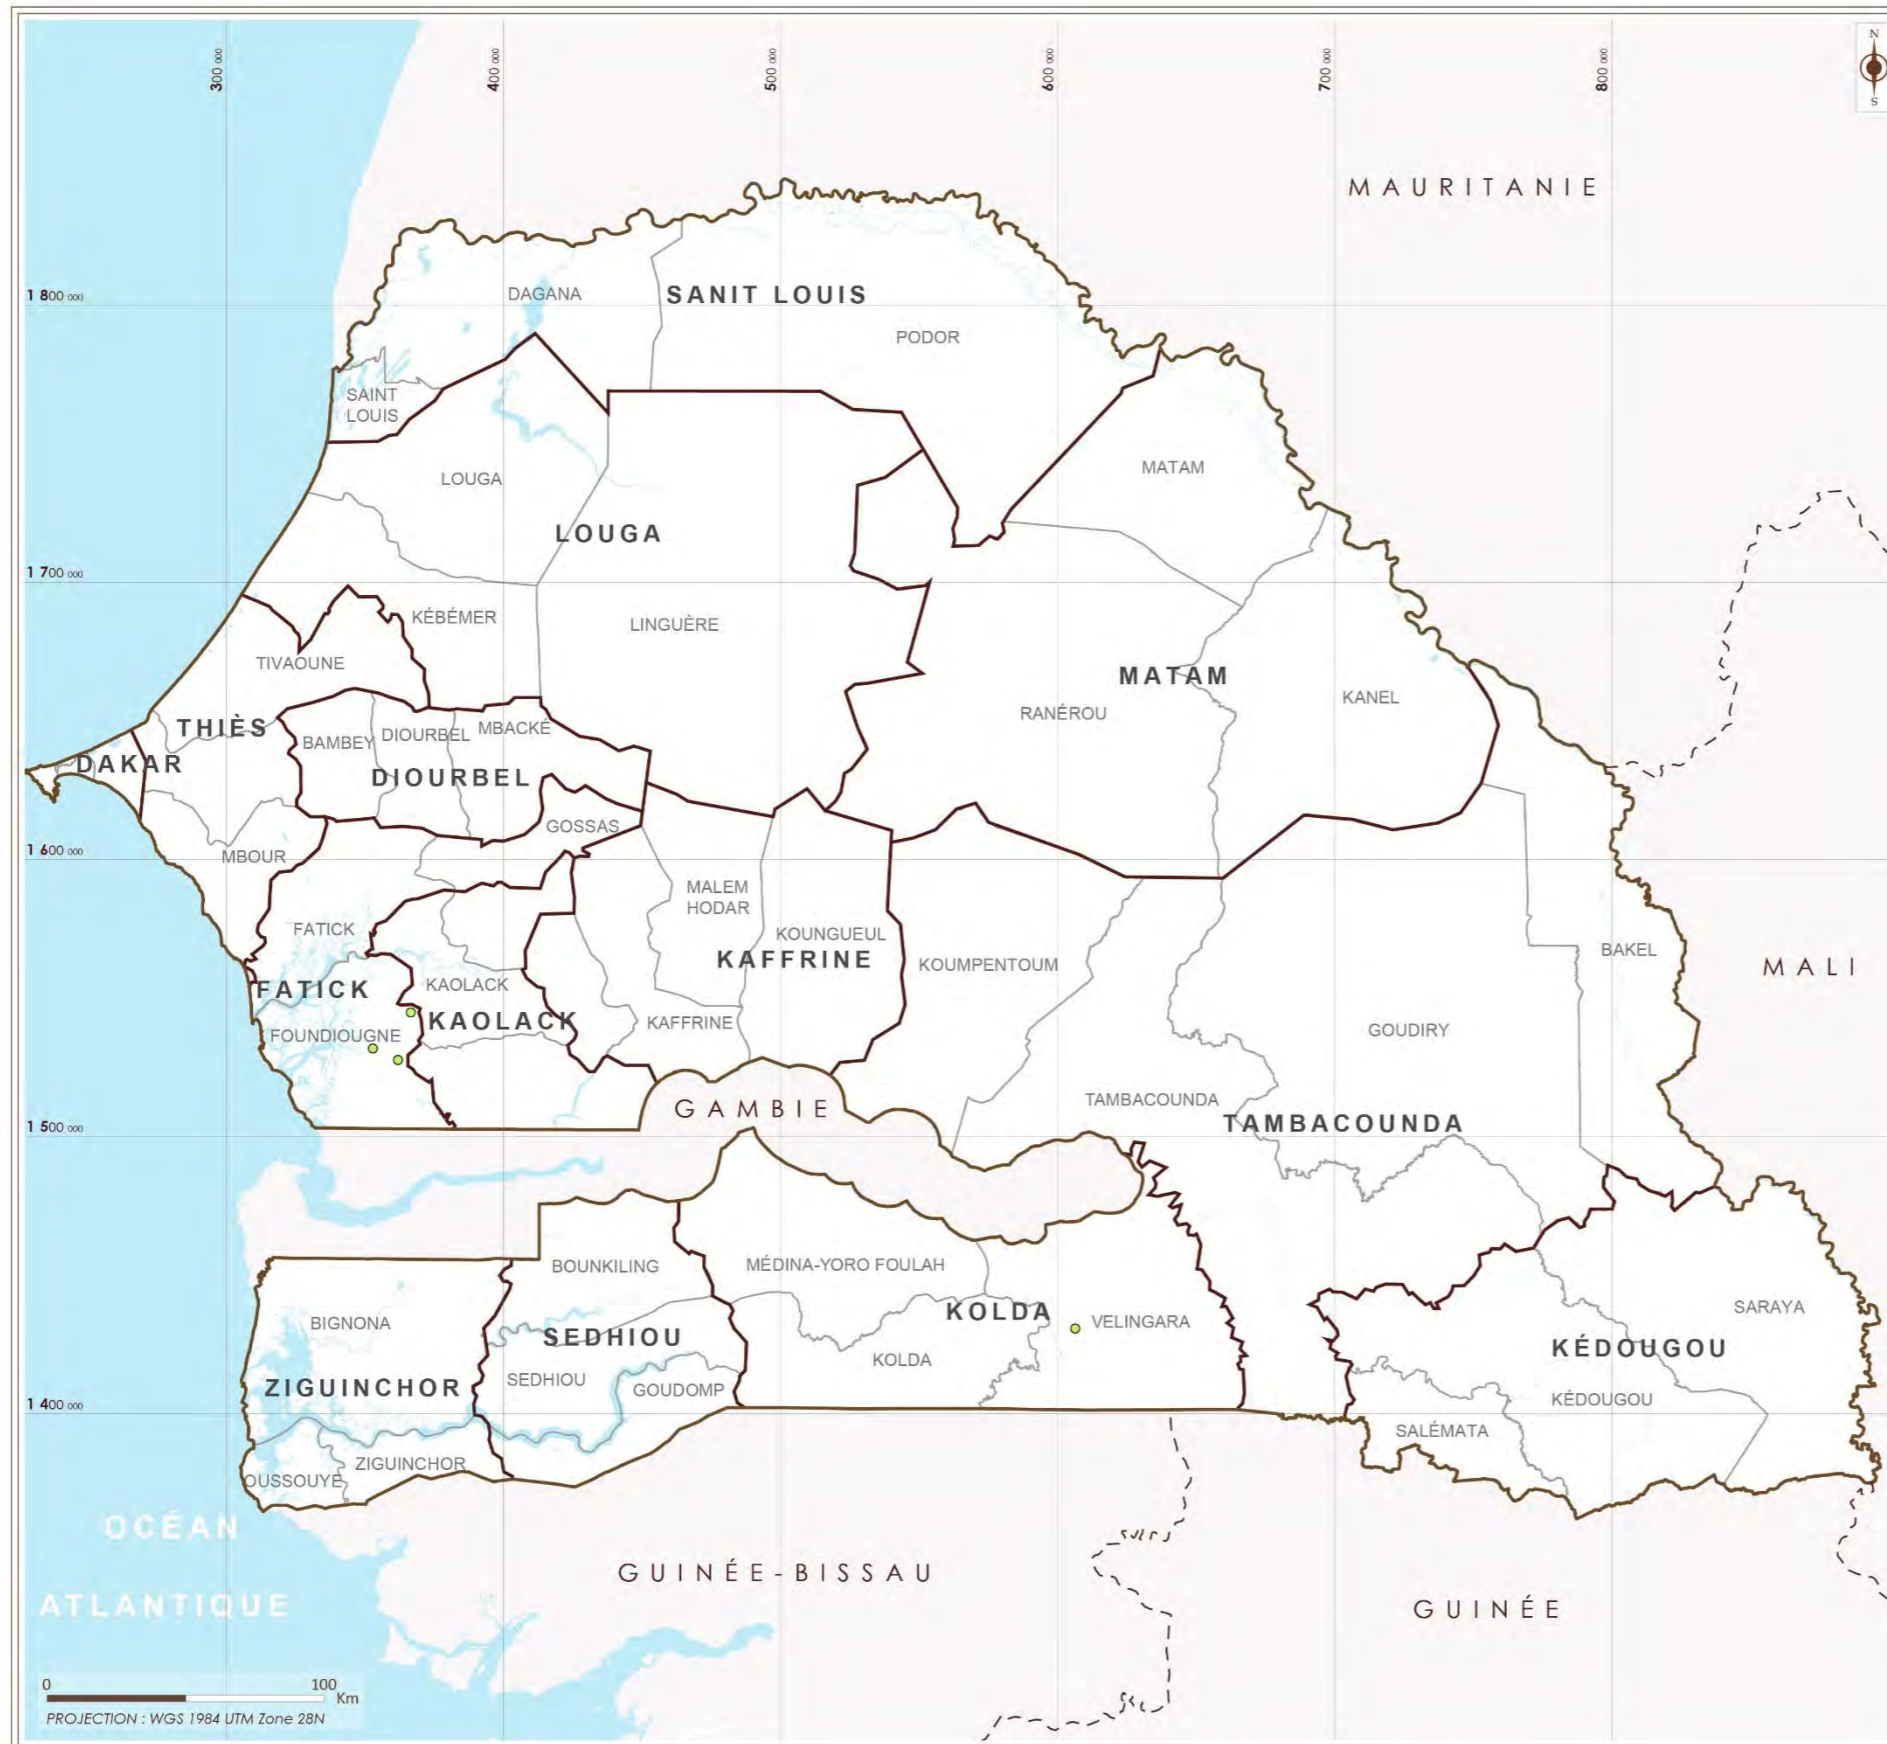 300 000
400 000
500 000
600 000
700 000
800 000
N
S
MAURITANIE
1 800 000
DAGANA
SANIT LOUIS
PODOR
SAINT
LOUIS
MATAM
LOUGA
LOUGA
1 700 000
KÉBÉMER
LINGUÈRE
TIVAOUNE
MATAM
KANEL
RANÉROU
THIÈS
BAMBEY
DIOURBEL
MBACKÉ
DAKAR
DIOURBEL
GOSSAS
1 600 000
MBOUR
MALEM
HODAR
FATICK
KOUNGUEUL
KAFFRINE
KOUMPENTOUM
BAKEL
MALI
FATICK
KAOLACK
KAOLACK
KAFFRINE
FOUNDIOUGNE
GOUDIRY
TAMBACOUNDA
GAMBIE
TAMBACOUNDA
1 500 000
BOUNKILING
MÉDINA-YORO FOULAH
KOLDA
VELINGARA
SARAYA
BIGNONA
SEDHIOU
KOLDA
KÉDOUGOU
ZIGUINCHOR
SEDHIOU
GOUDOMP
KÉDOUGOU
1 400 000
SALÉMATA
ZIGUINCHOR
OUSSOUYE
OCÉAN
ATLANTIQUE
GUINÉE-BISSAU
GUINÉE
0 100
Km
PROJECTION : WGS 1984 UTM Zone 28N